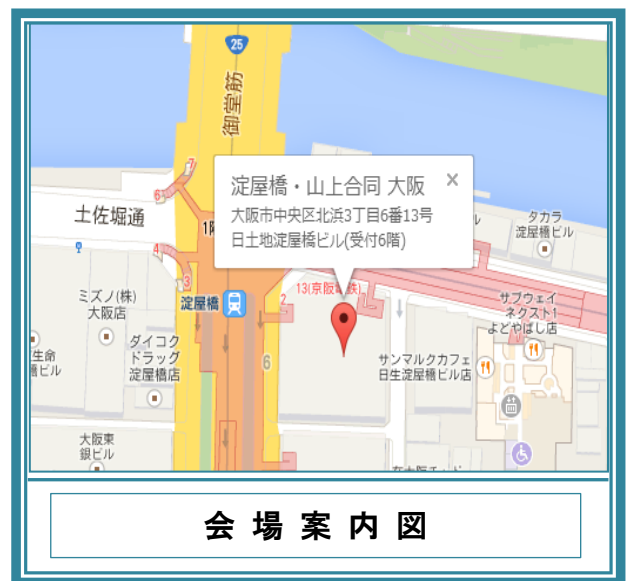 25
御堂筋
7
6
土佐堀通
4
3
淀屋橋・山上合同 大阪
×
大阪市中央区北浜3丁目6番13号
日土地淀屋橋ビル(受付6階)
タカラ
淀屋橋ビル
淀屋橋
2
13(京阪電鉄)
6
ミズノ(株)
大阪店
ダイコク
ドラッグ
淀屋橋店
サブウェイ
ネクスト1
よどやばし店
サンマルクカフェ
日生淀屋橋ビル店
生命
橋ビル
大阪東
銀ビル
会場案内図